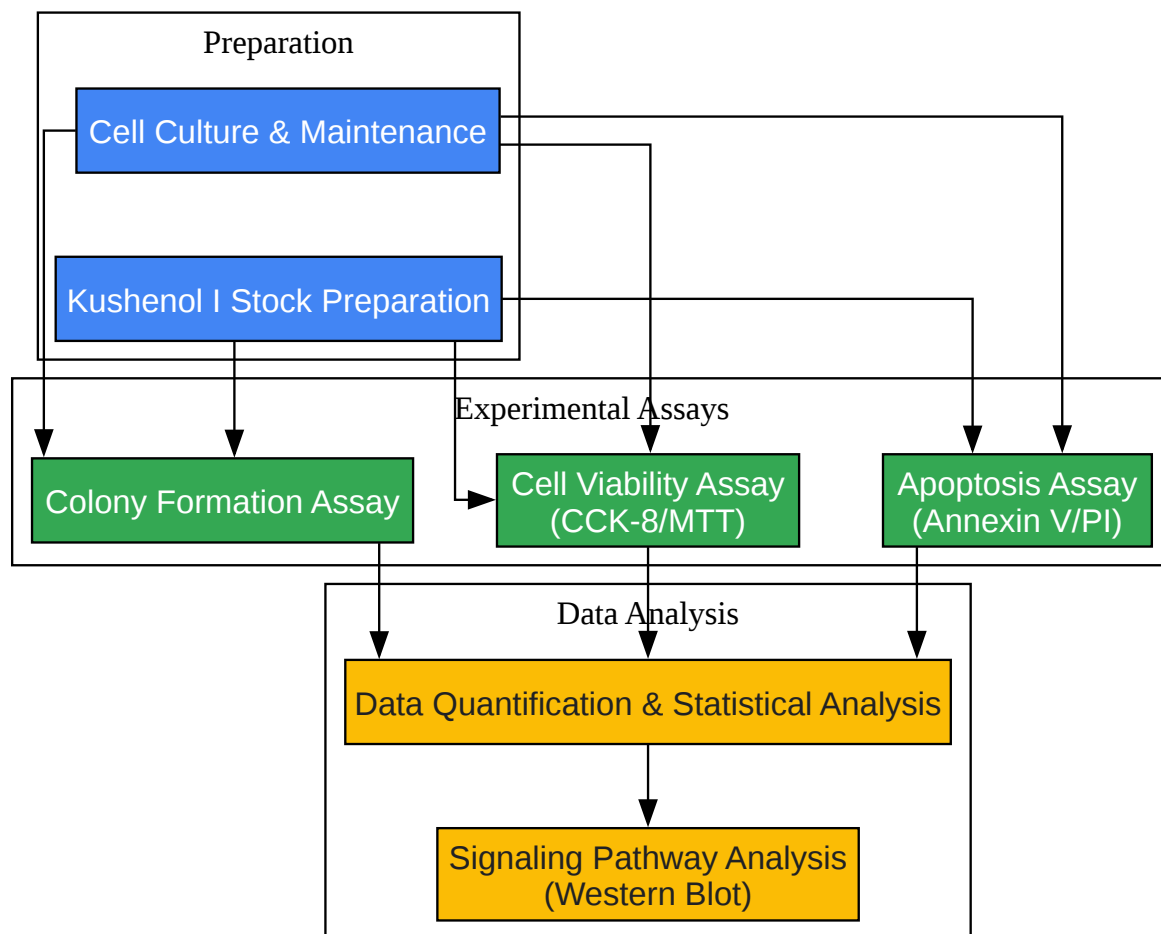 Preparation
Cell Culture & Maintenance
Kushenol I Stock Preparation
Experimental Assays
Colony Formation Assay
Cell Viability Assay
(CCK-8/MTT)
Apoptosis Assay
(Annexin V/PI)
Data Analysis
Data Quantification & Statistical Analysis
Signaling Pathway Analysis
(Western Blot)